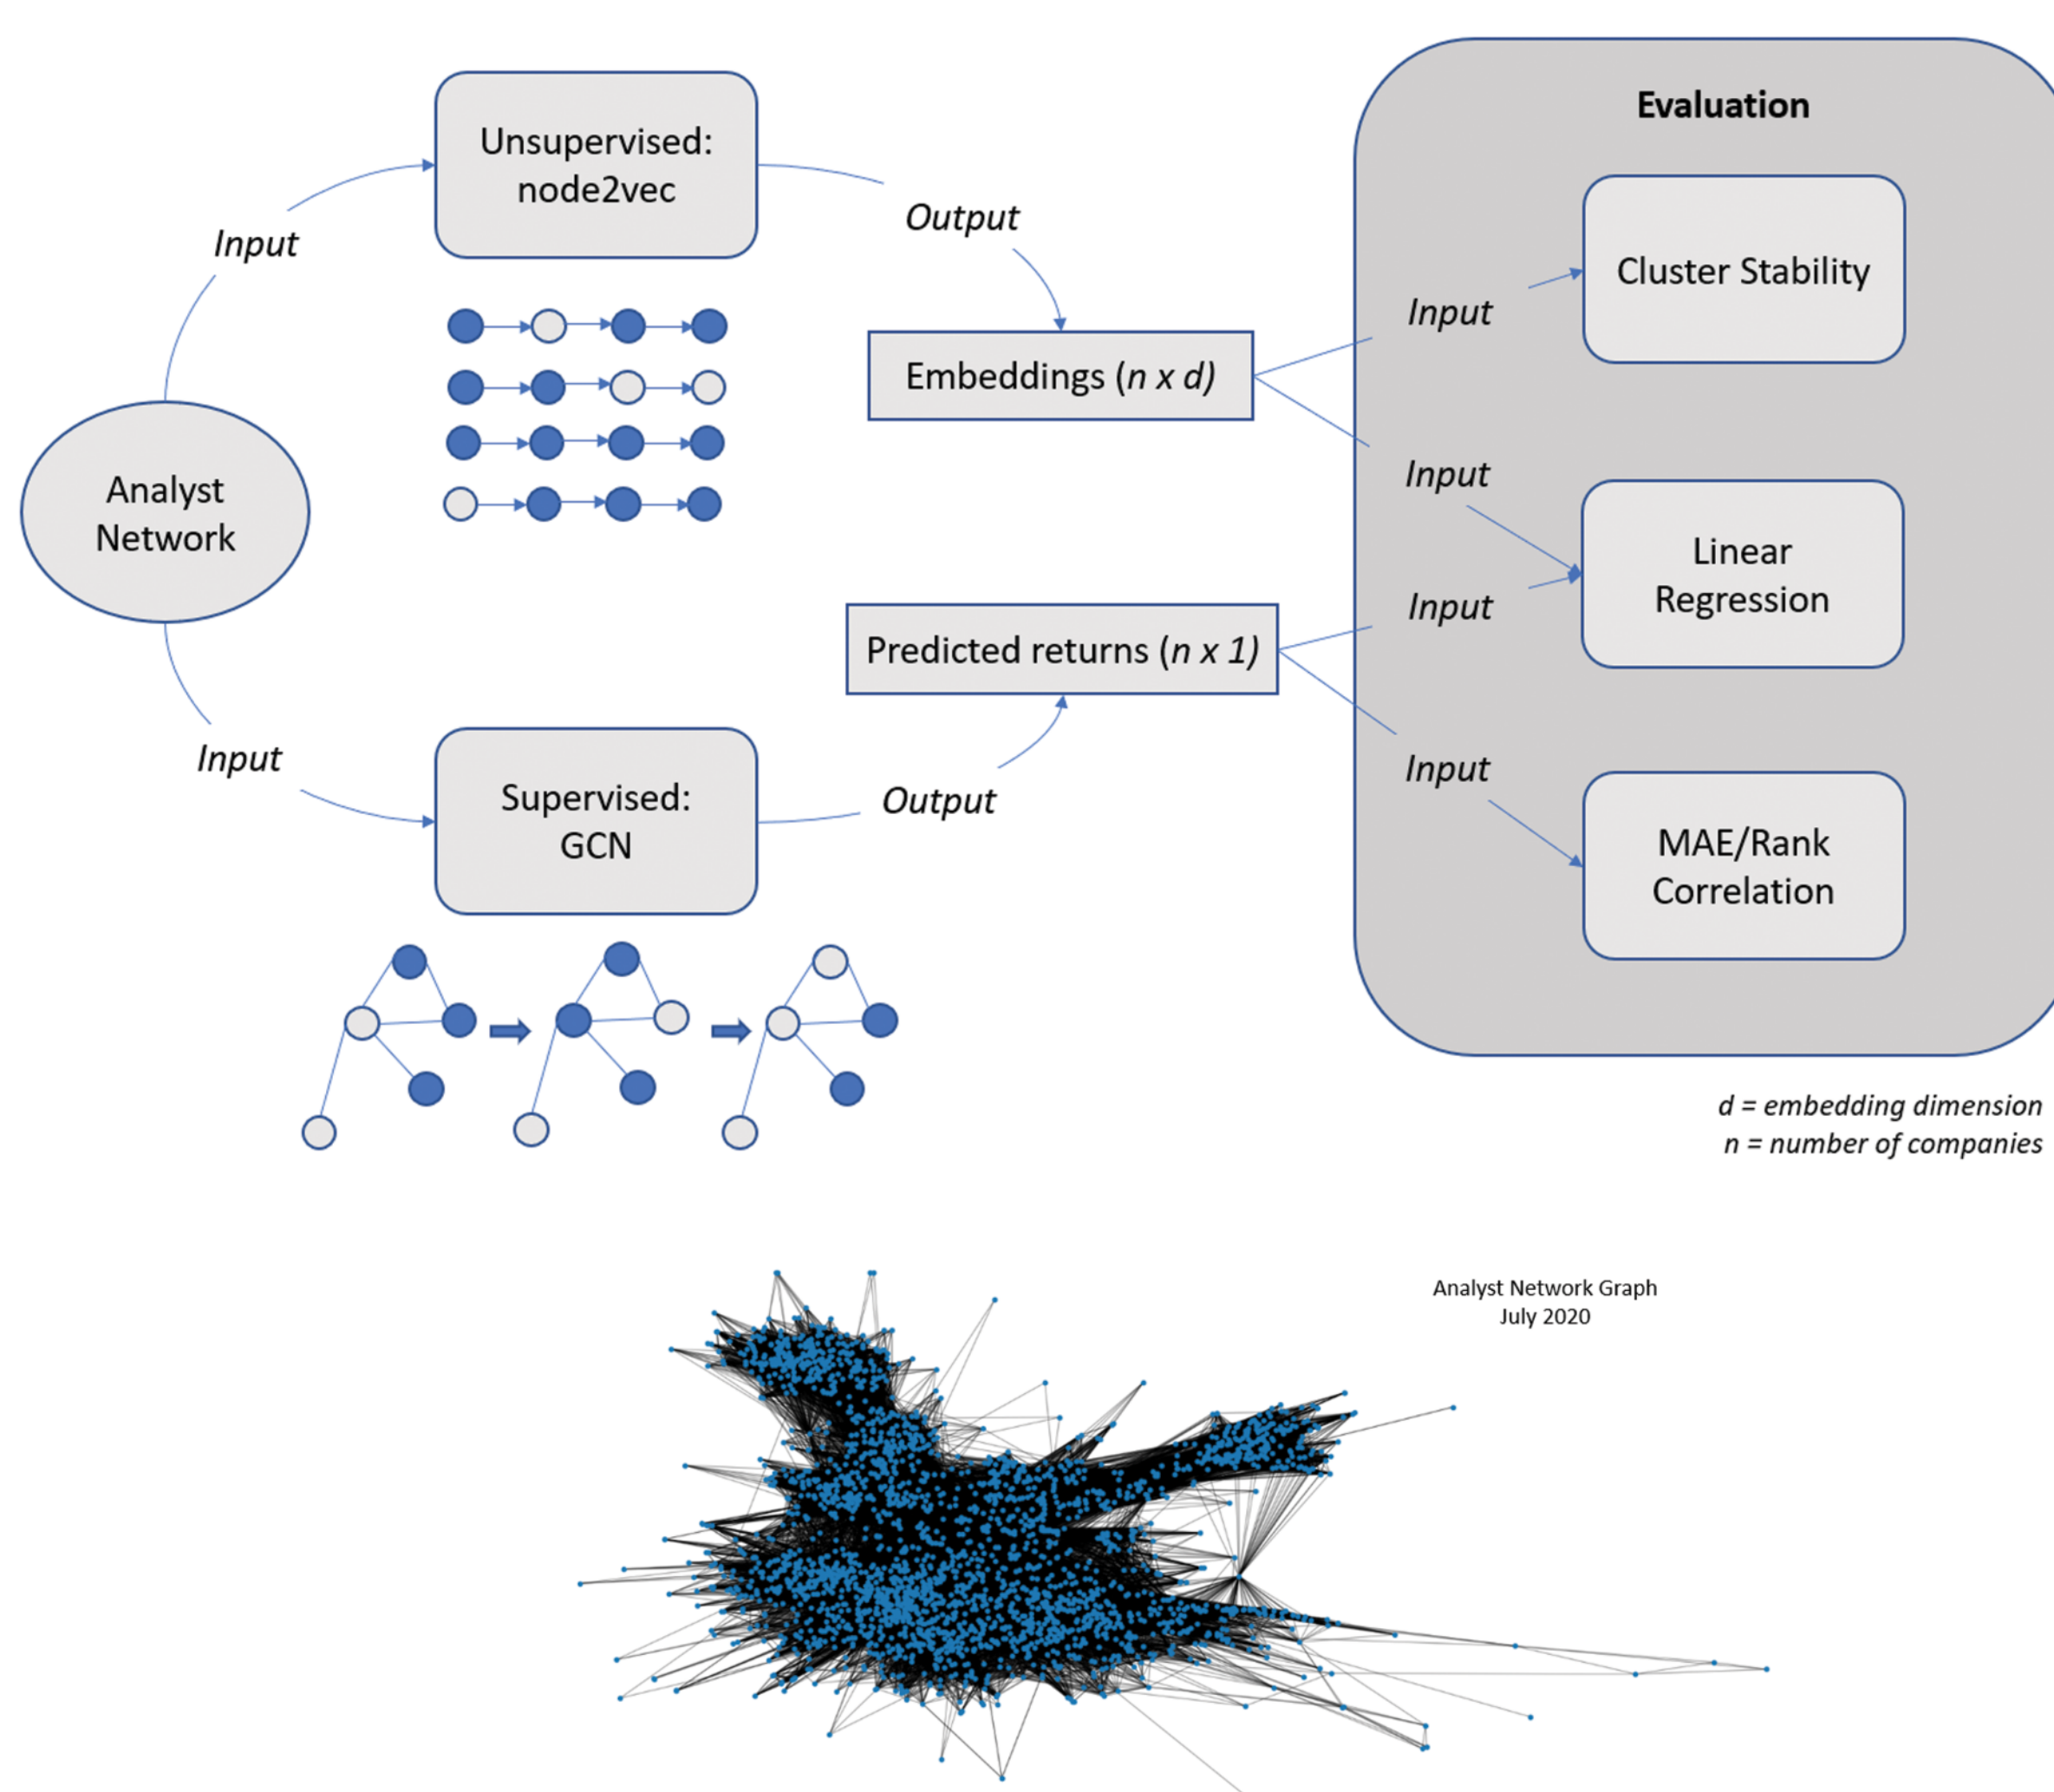 Evaluation
Unsupervised:
node2vec
Input
Output
Cluster Stability
Input
Embeddings (n x d)
Input
Analyst
Network
Linear
Regression
Input
Predicted returns (n x 1)
Input
Input
Supervised:
GCN
Output
MAE/Rank
Correlation
d = embedding dimension
n = number of companies
Analyst Network Graph
July 2020